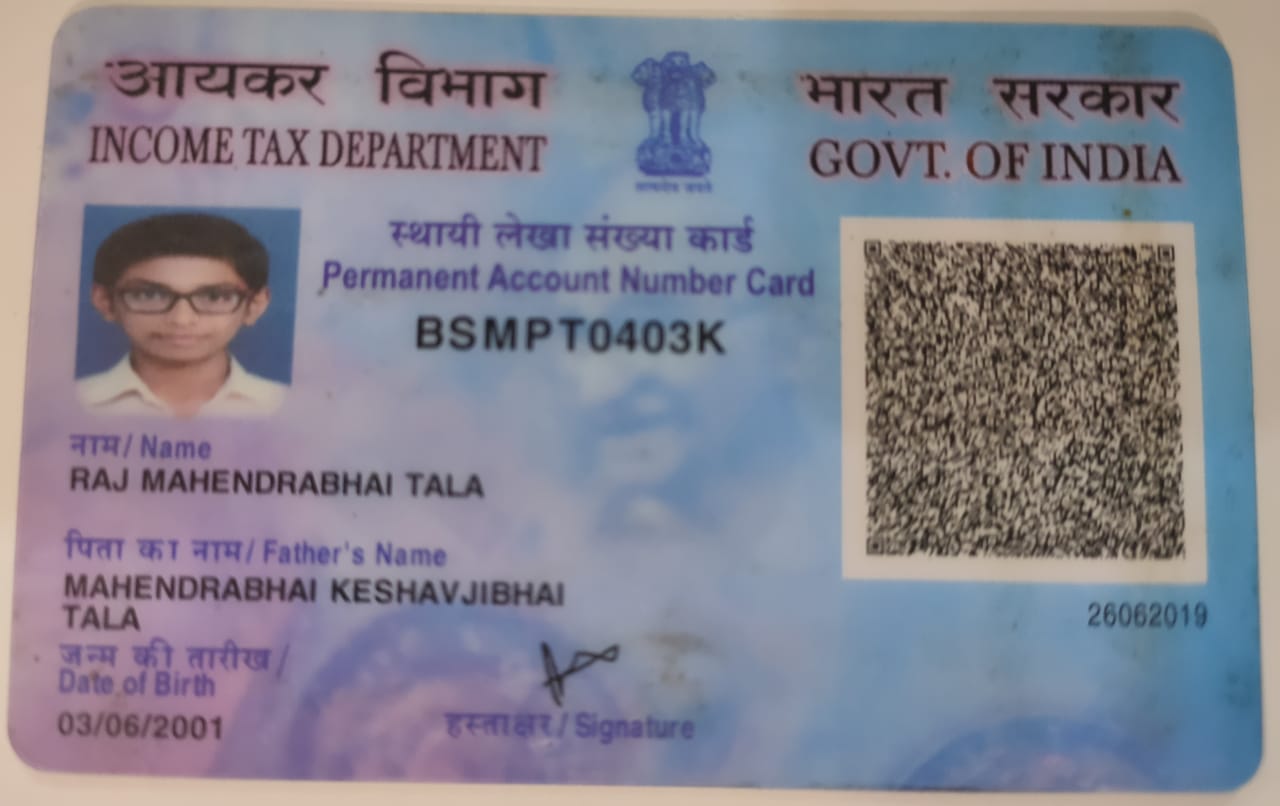 आयकर विभाग
INCOME TAX DEPARTMENT
भारत सरकार
GOVT. OF INDIA
सत्यमेव जयते
स्थायी लेखा संख्या कार्ड
Permanent Account Number Card
BSMPT0403K
नाम/ Name
RAJ MAHENDRABHAI TALA
पिता का नाम/ Father's Name
MAHENDRABHAI KESHAVJIBHAI
TALA
जन्म की तारीख/
Date of Birth
03/06/2001
हस्ताक्षर/ Signature
26062019